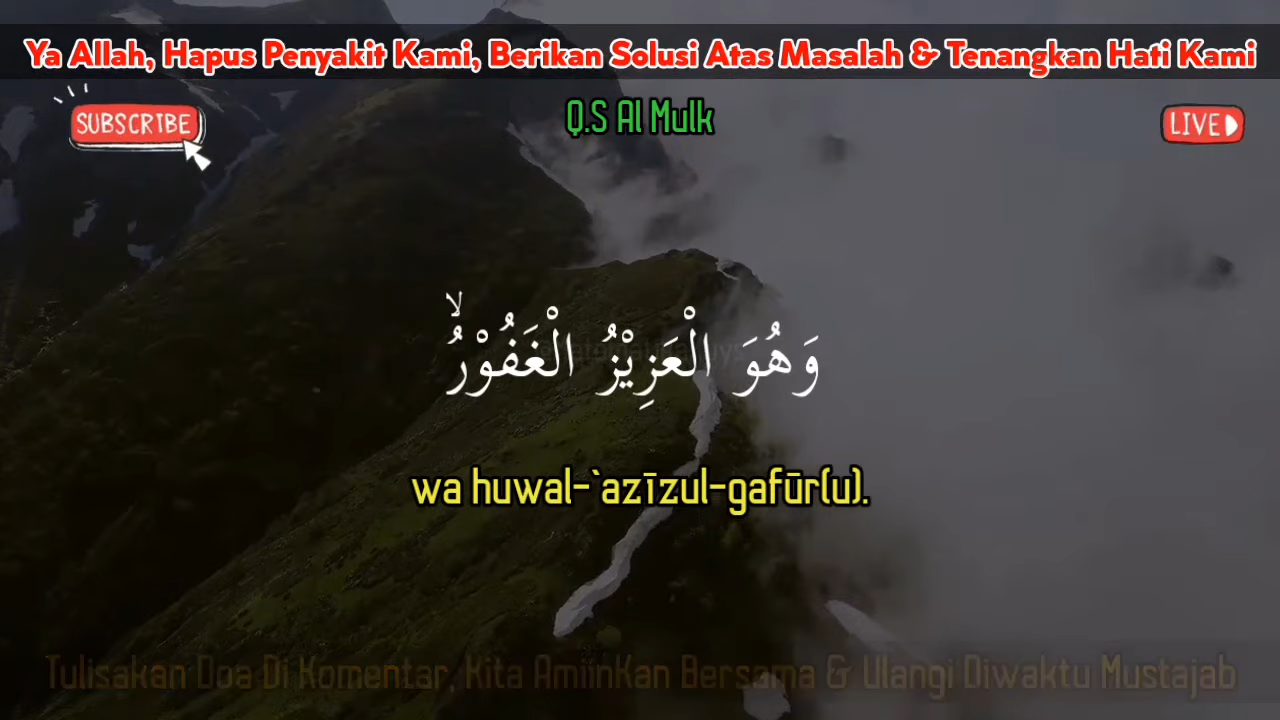 Ya Allah, Hapus Penyakit Kami, Berikan Solusi Atas Masalah & Tenangkan Hati Kami
SUBSCRIBE
Q.S Al Mulk
LIVE
وَهُوَ الْعَزِيْزُ الْغَفُوْرُۙ
wa huwal-`azīzul-gafūr(u).
Tulisakan Doa Di Komentar, Kita AmiinKan Bersama & Ulangi Diwaktu Mustajab